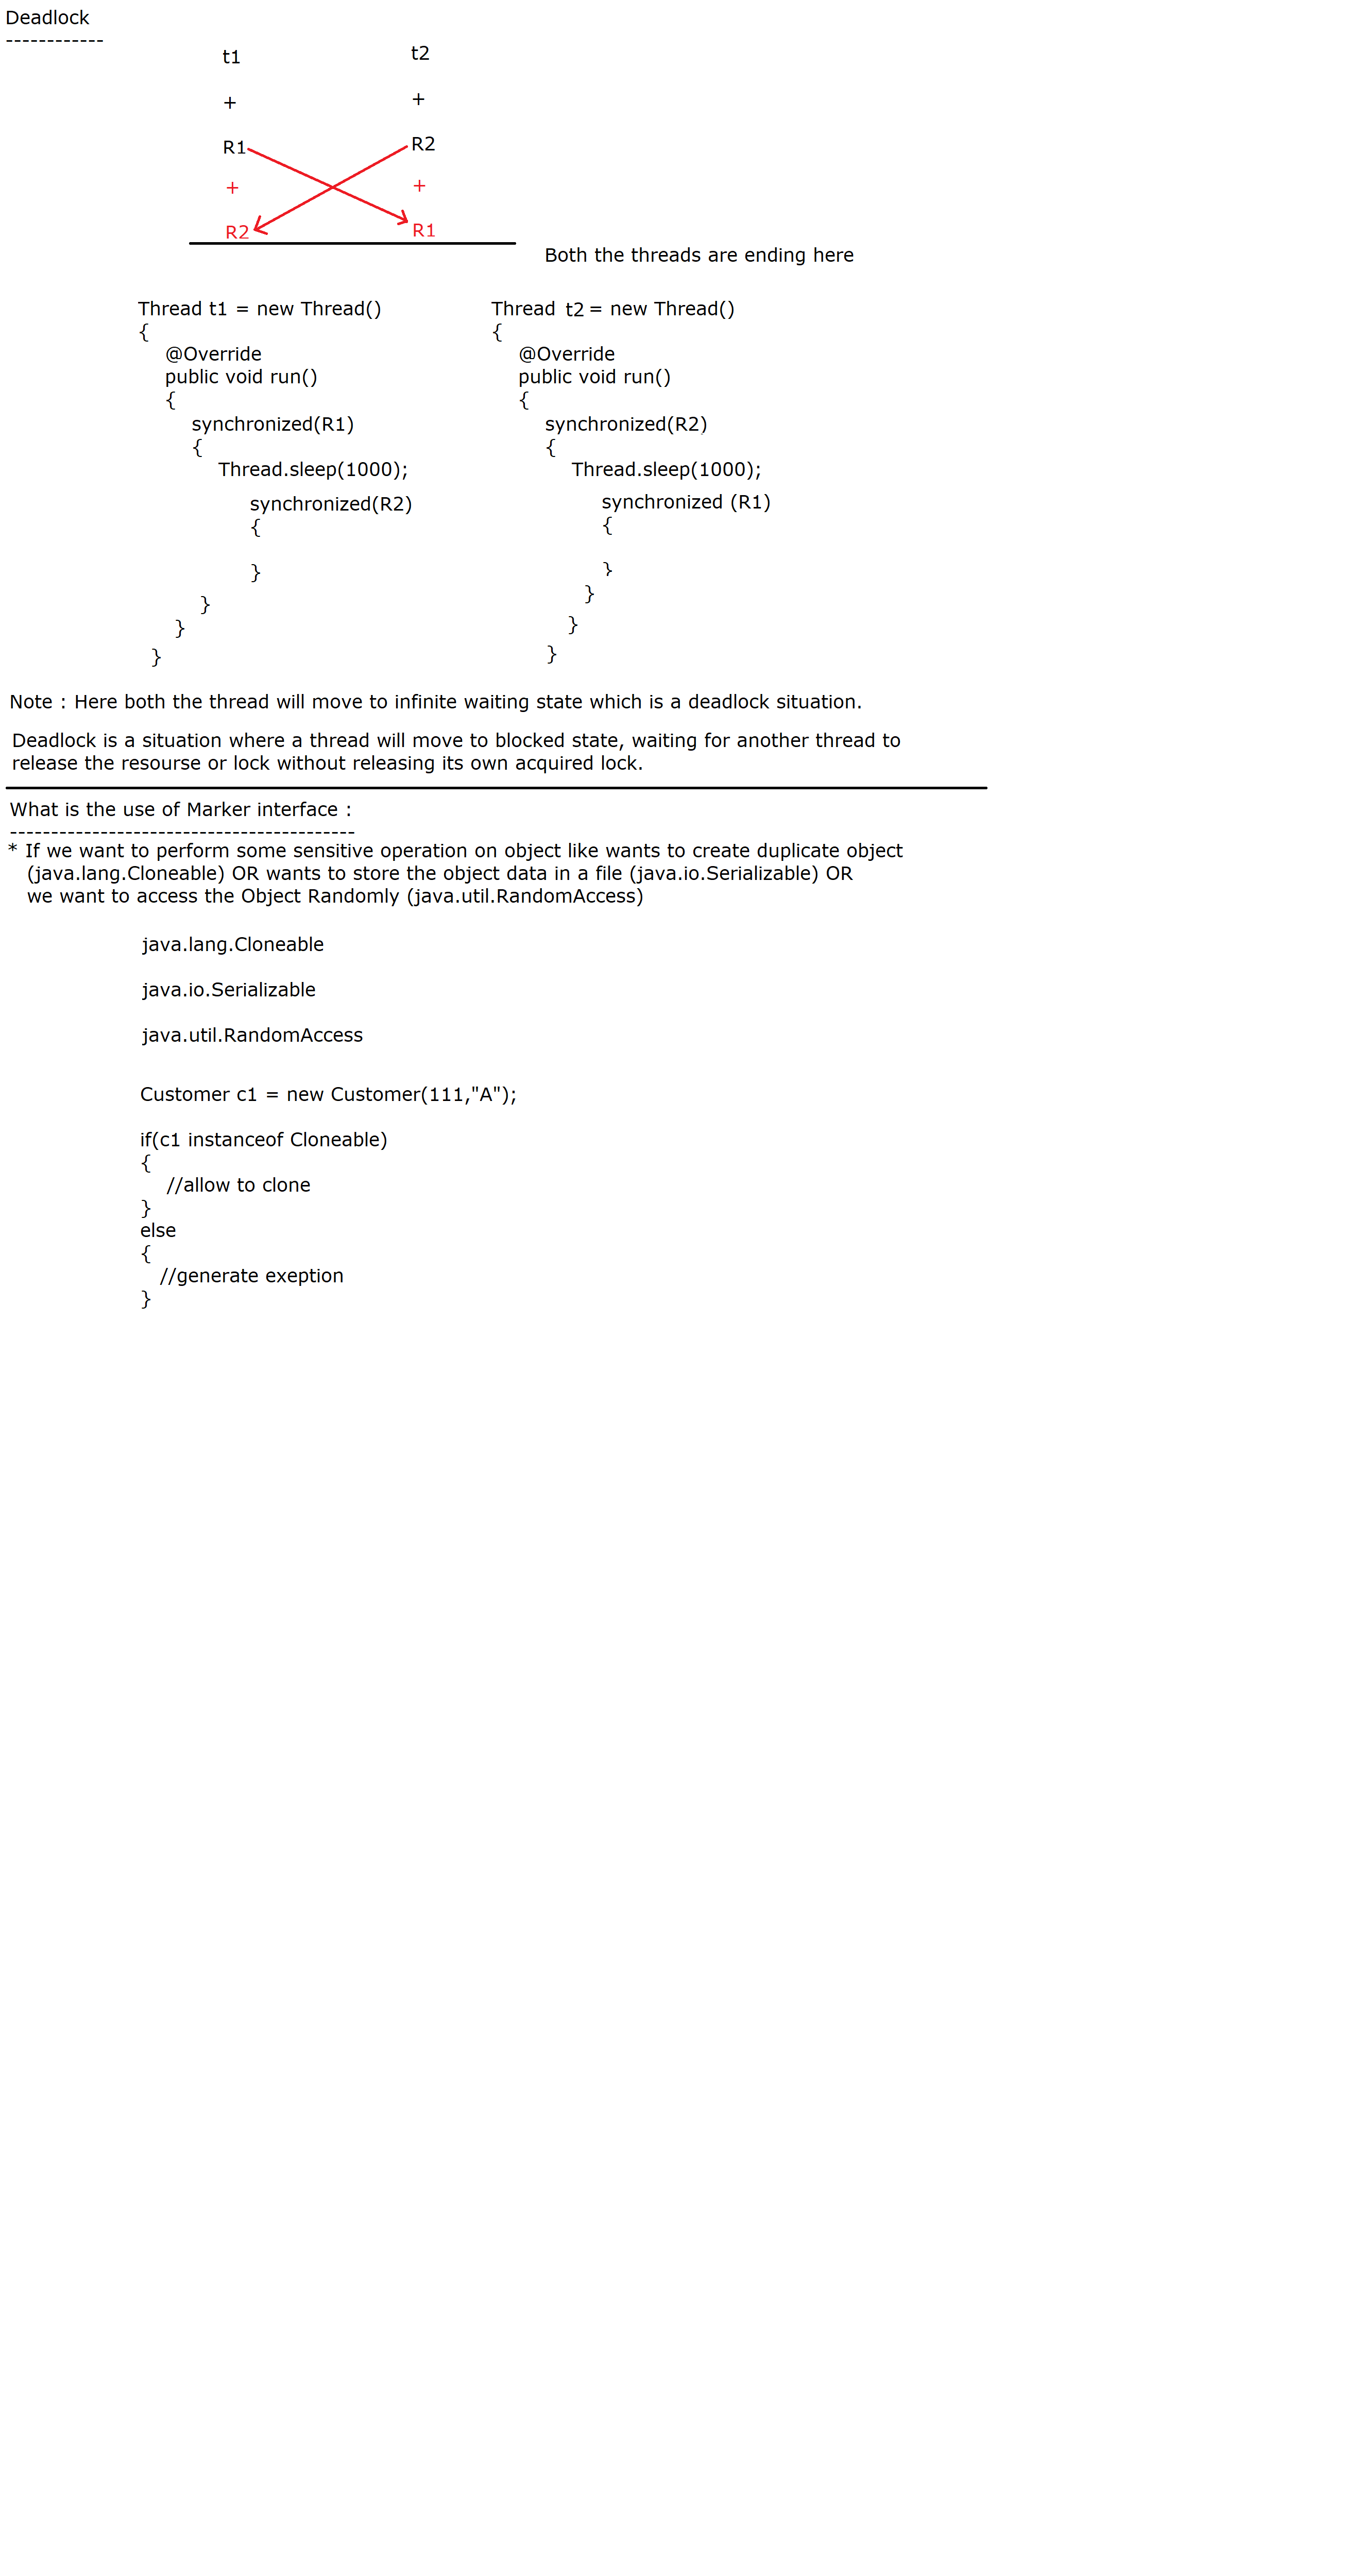 Deadlock
------------
t1 t2
+ +
R1 R2
+ +
R2 R1
Both the threads are ending here
Thread t1 = new Thread() Thread t2 = new Thread()
{ {
@Override @Override
public void run() public void run()
{ {
synchronized(R1) synchronized(R2)
{ {
Thread.sleep(1000); Thread.sleep(1000);
synchronized(R2) synchronized (R1)
{ {
} }
} }
} }
} }
Note : Here both the thread will move to infinite waiting state which is a deadlock situation.
Deadlock is a situation where a thread will move to blocked state, waiting for another thread to
release the resourse or lock without releasing its own acquired lock.
What is the use of Marker interface :
------------------------------------------
* If we want to perform some sensitive operation on object like wants to create duplicate object
(java.lang.Cloneable) OR wants to store the object data in a file (java.io.Serializable) OR
we want to access the Object Randomly (java.util.RandomAccess)
java.lang.Cloneable
java.io.Serializable
java.util.RandomAccess
Customer c1 = new Customer(111,"A");
if(c1 instanceof Cloneable)
{
//allow to clone
}
else
{
//generate exeption
}